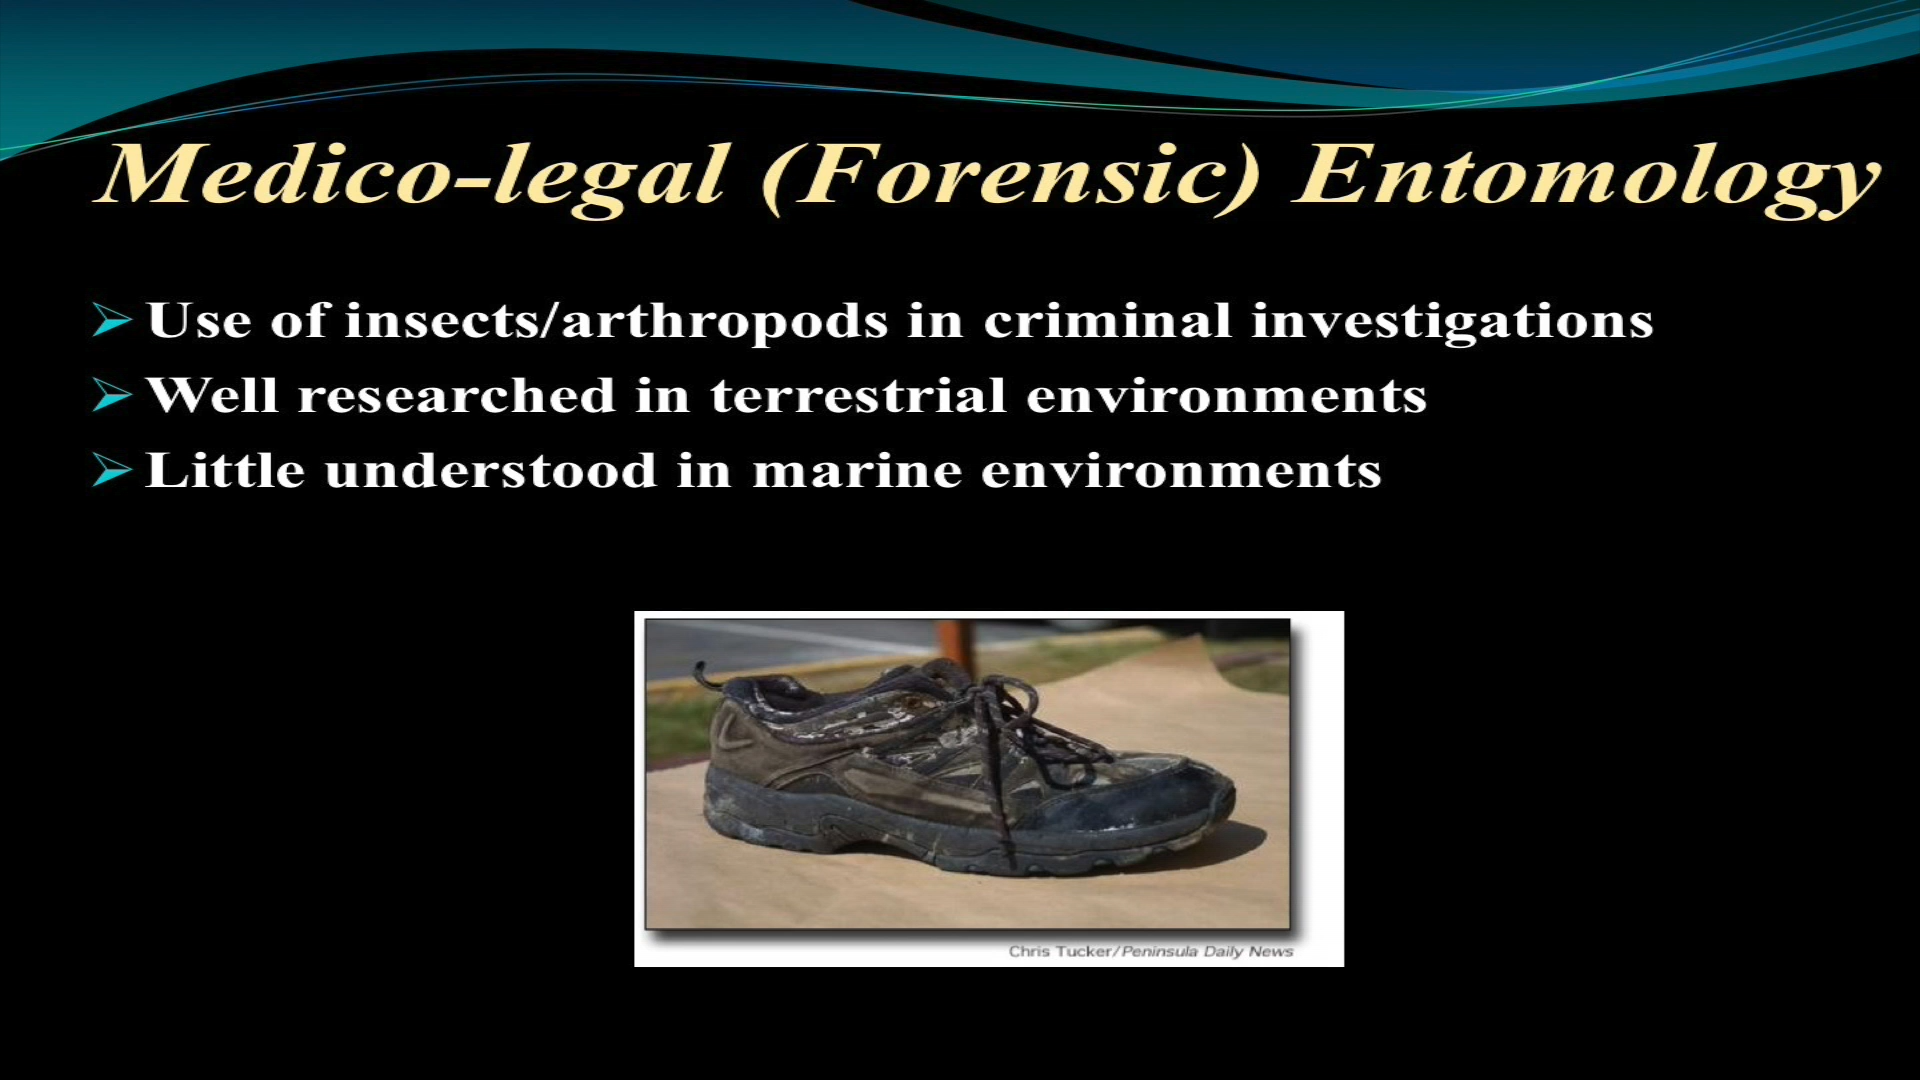 Medico-legal (Forensic) Entomology
Use of insects/arthropods in criminal investigations
Well researched in terrestrial environments
Little understood in marine environments
Chris Tucker/Peninsula Daily News